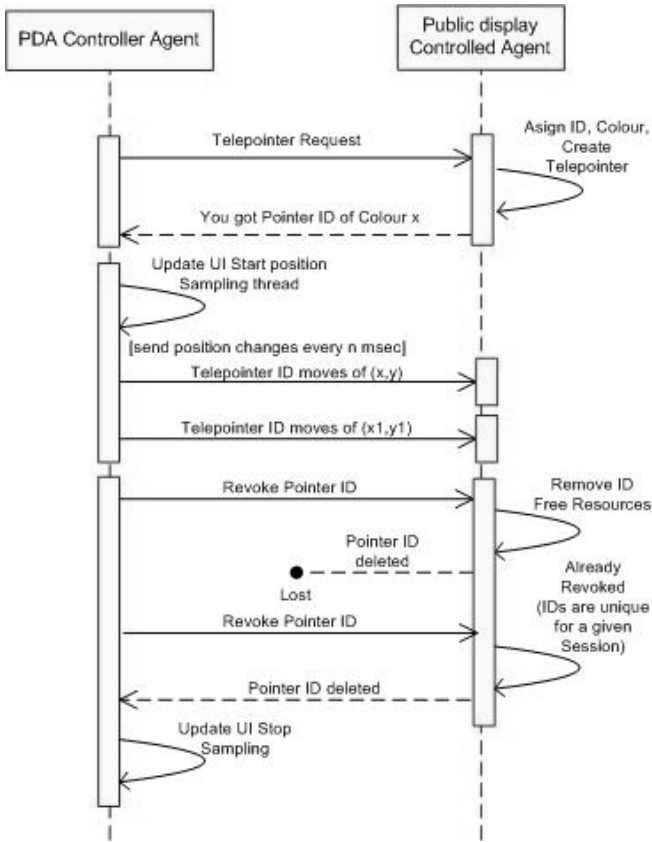 PDA Controller Agent
Public display
Controlled Agent
Telepointer Request
Asign ID, Colour,
Create
Telepointer
You got Pointer ID of Colour x
Update UI Start position
Sampling thread
[send position changes every n msec]
Telepointer ID moves of (x,y)
Telepointer ID moves of (x1,y1)
Revoke Pointer ID
Remove ID
Free Resources
Pointer ID
deleted
Lost
Already
Revoked
(IDs are unique
for a given
Session)
Revoke Pointer ID
Pointer ID deleted
Update UI Stop
Sampling